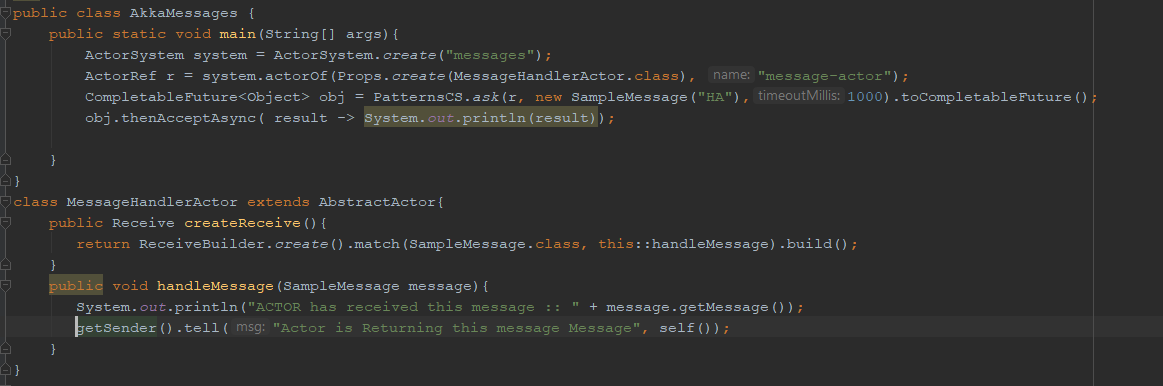 public class AkkaMessages {
    public static void main(String[] args){
        ActorSystem system = ActorSystem.create("messages");
        ActorRef r = system.actorOf(Props.create(MessageHandlerActor.class), name: "message-actor");
        CompletableFuture<Object> obj = PatternsCS.ask(r, new SampleMessage("HA"), timeoutMillis: 1000).toCompletableFuture();
        obj.thenAcceptAsync( result -> System.out.println(result));
    }
}
class MessageHandlerActor extends AbstractActor{
    public Receive createReceive(){
       return ReceiveBuilder.create().match(SampleMessage.class, this::handleMessage).build();
    }
    public void handleMessage(SampleMessage message){
       System.out.println("ACTOR has received this message :: " + message.getMessage());
       getSender().tell( msg: "Actor is Returning this message Message", self());
    }
}